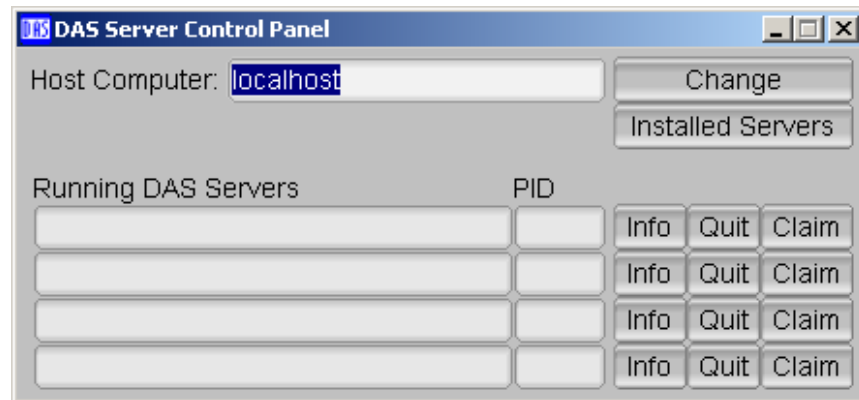 DAS DAS Server Control Panel
Host Computer: localhost Change
Installed Servers
Running DAS Servers PID
Info Quit Claim
Info Quit Claim
Info Quit Claim
Info Quit Claim